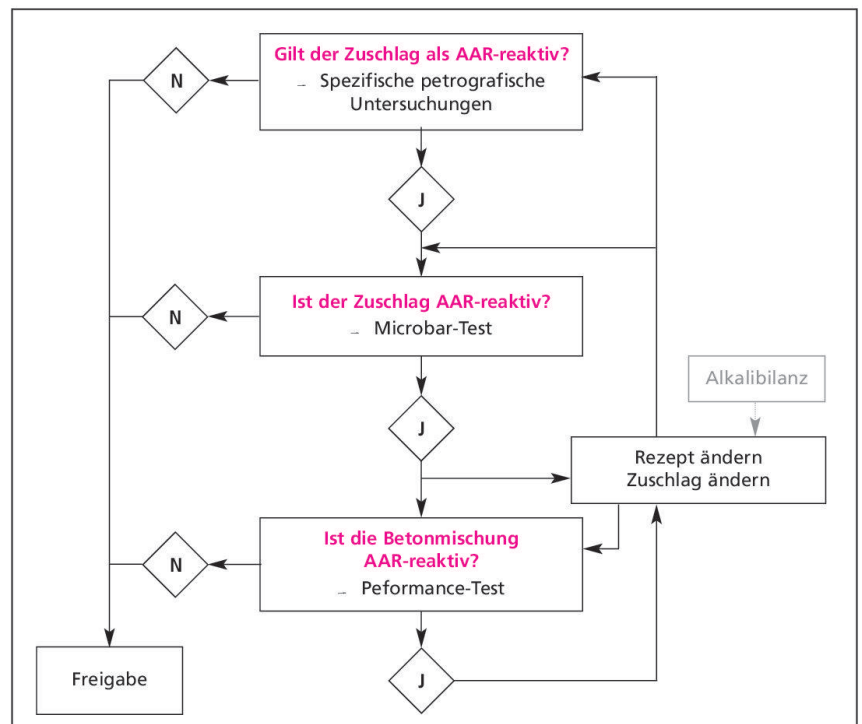 Gilt der Zuschlag als AAR-reaktiv?
– Spezifische petrografische
Untersuchungen
N
J
Ist der Zuschlag AAR-reaktiv?
– Microbar-Test
N
J
Alkalibilanz
Rezept ändern
Zuschlag ändern
Ist die Betonmischung
AAR-reaktiv?
– Peformance-Test
N
J
Freigabe